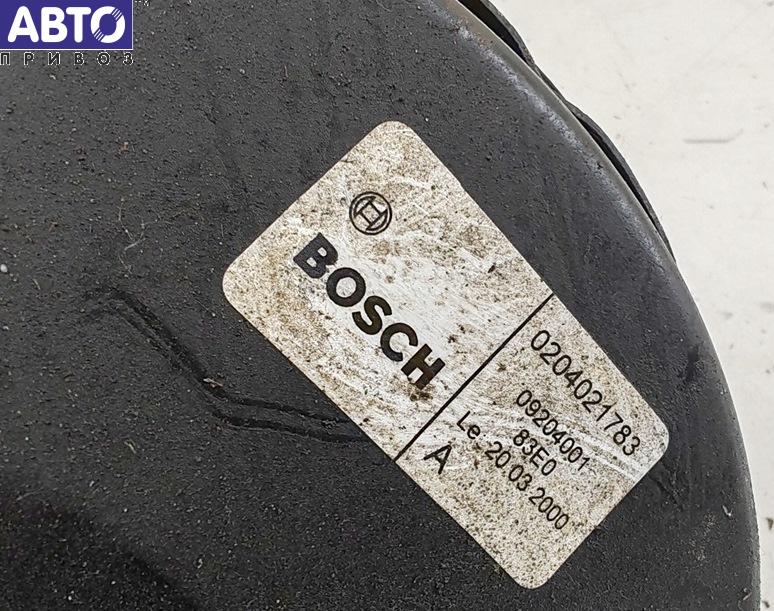 АВТО
ПРИВОЗ
BOSCH
0204021783
09204001
83E0
Le. 20 03 2000
A